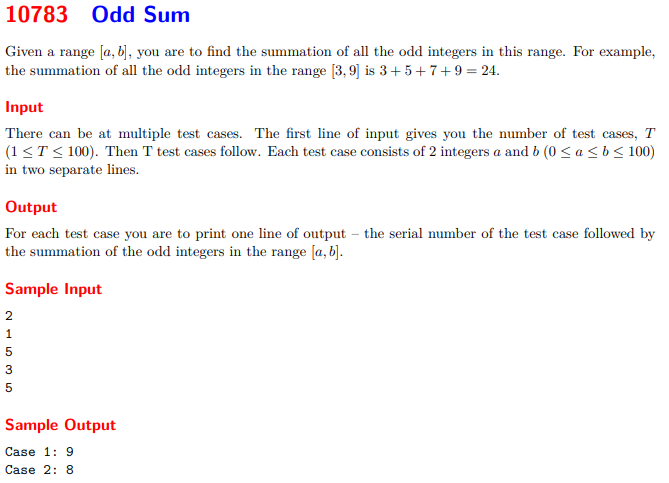 10783 Odd Sum
Given a range [a, b], you are to find the summation of all the odd integers in this range. For example,
the summation of all the odd integers in the range [3, 9] is 3 + 5 + 7 + 9 = 24.
Input
There can be at multiple test cases. The first line of input gives you the number of test cases, T
(1 ≤ T ≤ 100). Then T test cases follow. Each test case consists of 2 integers a and b (0 ≤ a ≤ b ≤ 100)
in two separate lines.
Output
For each test case you are to print one line of output – the serial number of the test case followed by
the summation of the odd integers in the range [a, b].
Sample Input
2
1
5
3
5
Sample Output
Case 1: 9
Case 2: 8